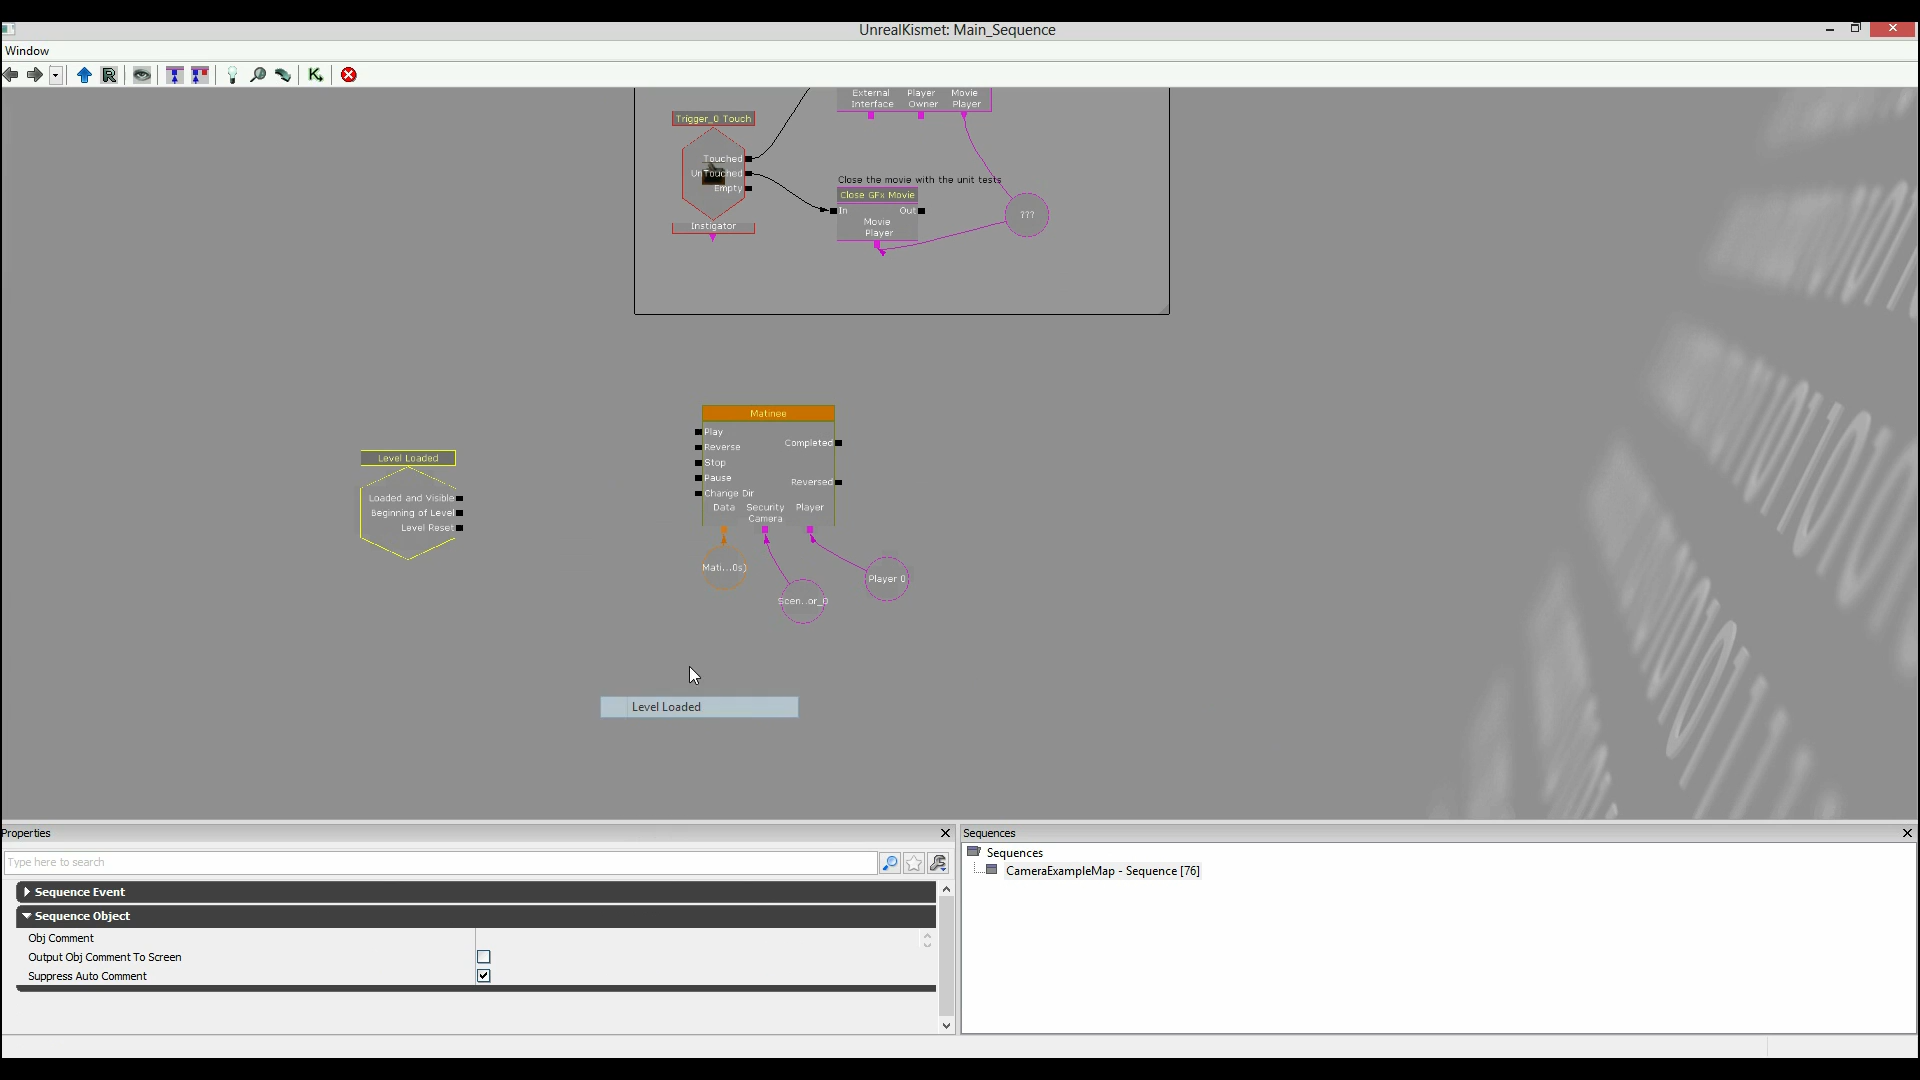 UnrealKismet: Main_Sequence
Window
External Interface
Player Owner
Movie Player
Trigger_0 Touch
Touched
UnTouched
Empty
Instigator
Close the movie with the unit tests
Close GFx Movie
In
Out
Movie Player
???
Matinee
Play
Reverse
Stop
Pause
Change Dir
Completed
Reversed
Data
Security Camera
Player
Mati...0s)
Scen...or_0
Player 0
Level Loaded
Loaded and Visible
Beginning of Level
Level Reset
Level Loaded
Properties
Type here to search
Sequence Event
Sequence Object
Obj Comment
Output Obj Comment To Screen
Suppress Auto Comment
Sequences
Sequences
CameraExampleMap - Sequence [76]